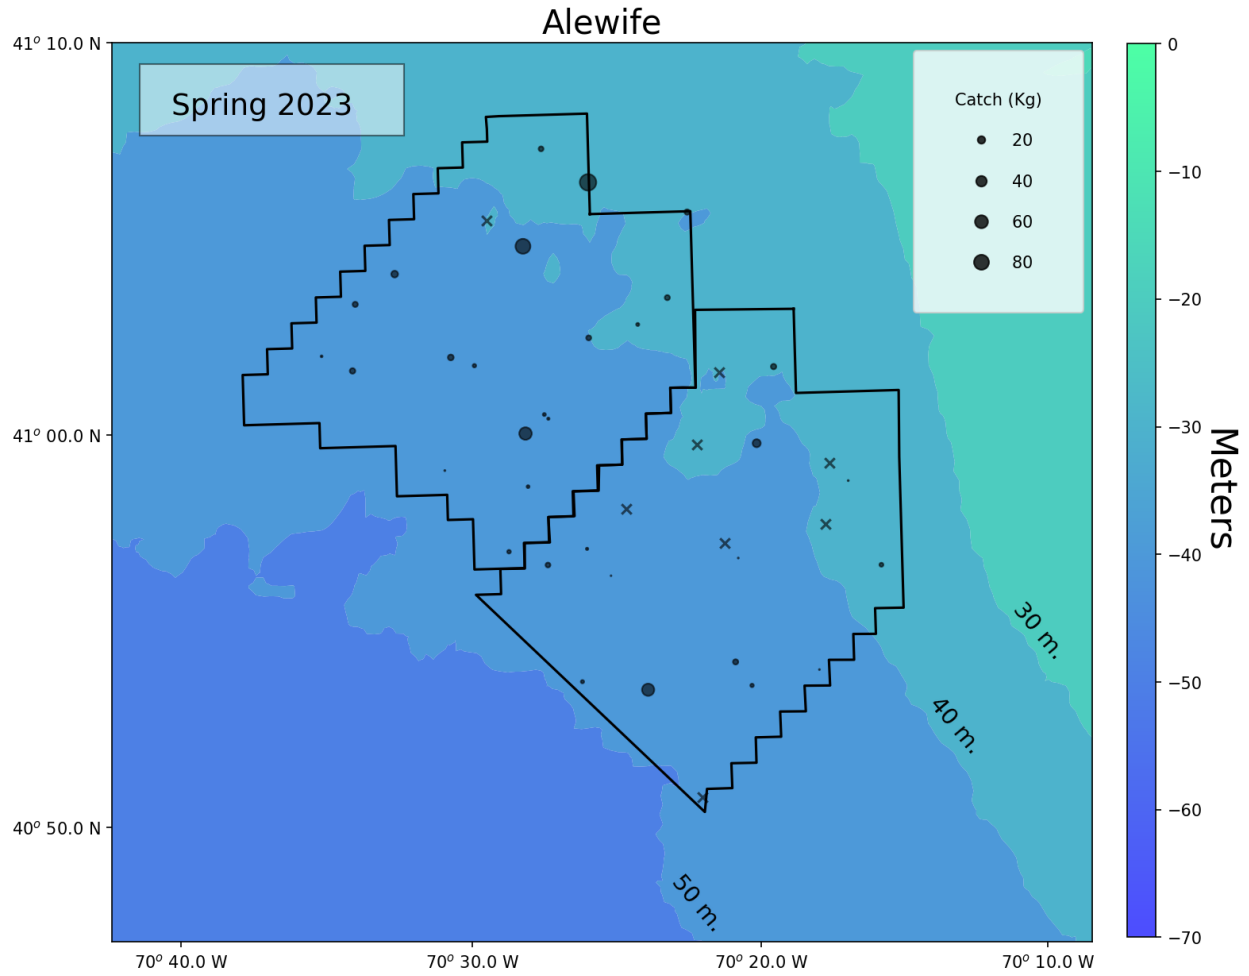 Alewife
41° 10.0 N
41° 00.0 N
40° 50.0 N
Spring 2023
Catch (Kg)
20
40
60
80
30 m.
40 m.
50 m.
70° 40.0 W
70° 30.0 W
70° 20.0 W
70° 10.0 W
0
−10
−20
−30
−40
−50
−60
−70
Meters